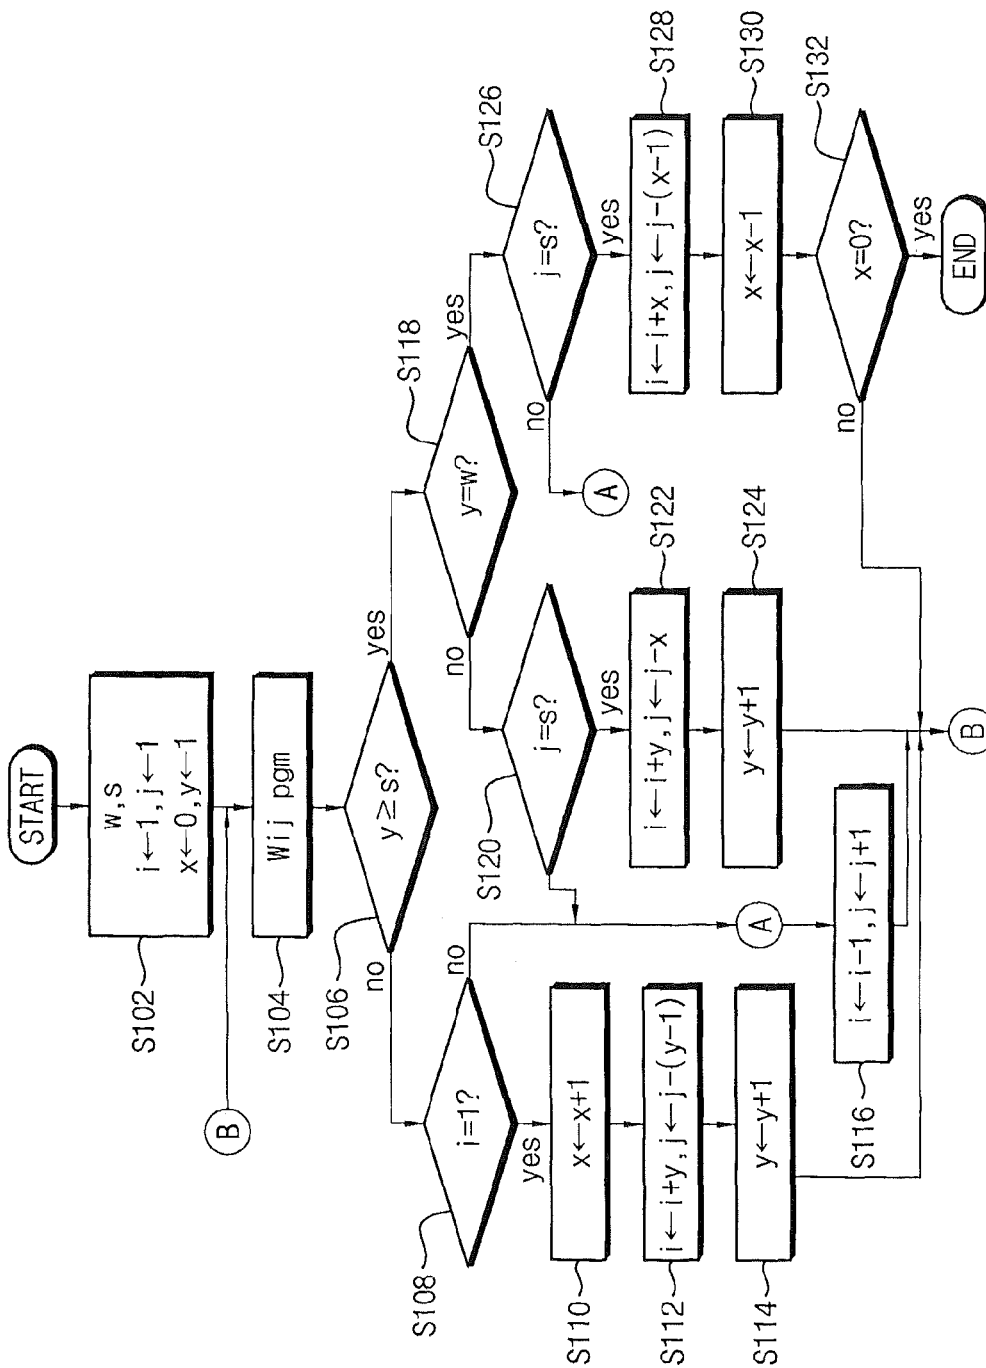 START
w,s
i←1,j←1
x←0,y←1
S102
B
Wij pgm
S104
y≥s?
S106
no
yes
i=1?
S108
no
yes
x←x+1
S110
i←i+y,j←j-(y-1)
S112
y←y+1
S114
A
i←i-1,j←j+1
S116
y=w?
S118
no
yes
j=s?
S120
yes
i←i+y,j←j-x
S122
y←y+1
S124
B
j=s?
S126
no
yes
A
i←i+x,j←j-(x-1)
S128
x←x-1
S130
x=0?
S132
no
yes
END